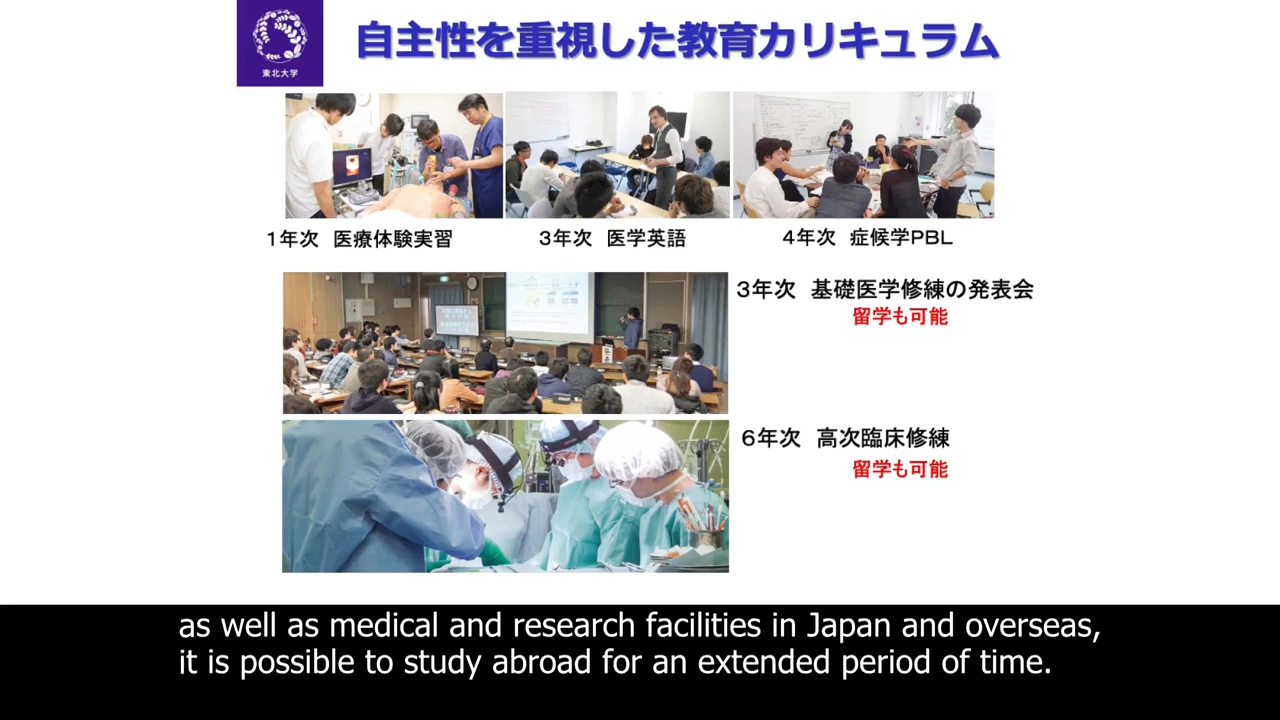 東北大学
自主性を重視した教育カリキュラム
1年次 医療体験実習
3年次 医学英語
4年次 症候学PBL
3年次 基礎医学修練の発表会
留学も可能
6年次 高次臨床修練
留学も可能
as well as medical and research facilities in Japan and overseas,
it is possible to study abroad for an extended period of time.